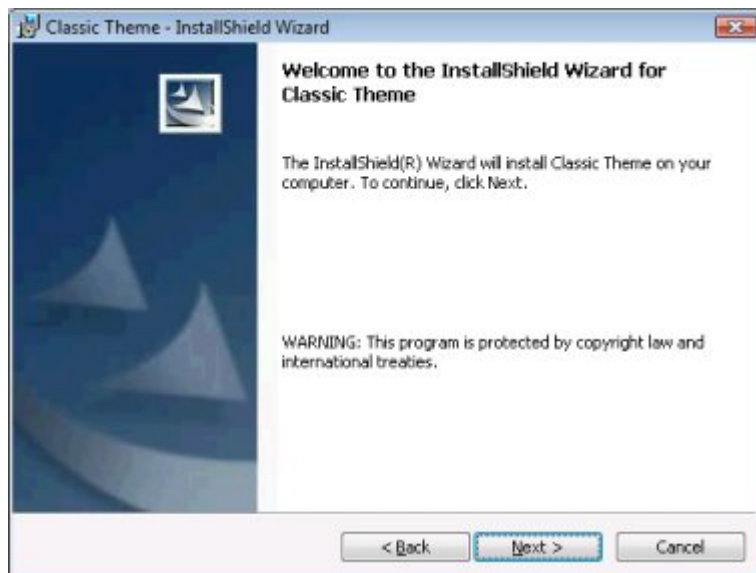 Classic Theme - InstallShield Wizard
Welcome to the InstallShield Wizard for
Classic Theme
The InstallShield(R) Wizard will install Classic Theme on your
computer. To continue, click Next.
WARNING: This program is protected by copyright law and
international treaties.
< Back Next > Cancel